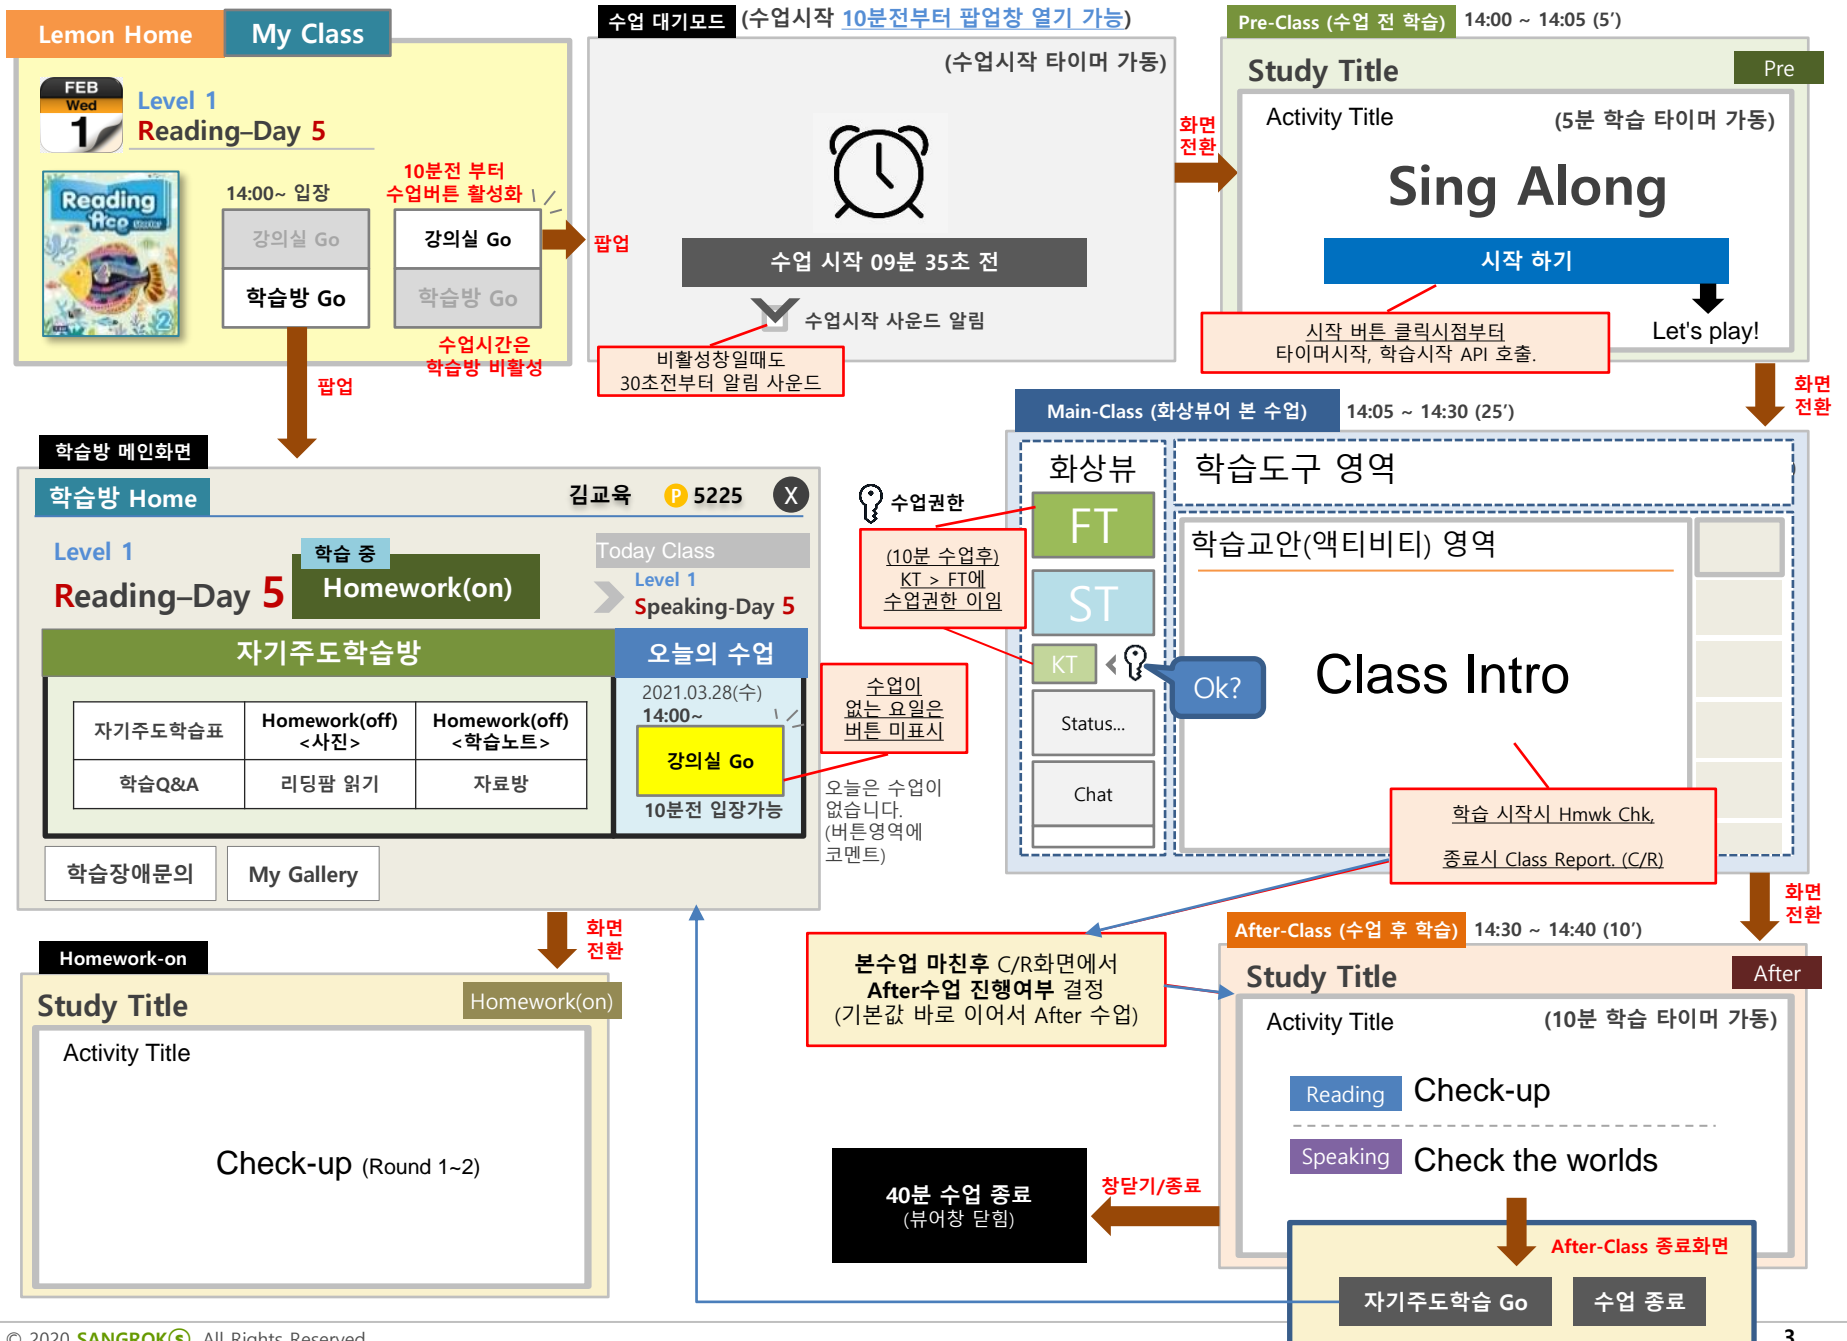 Lemon Home
My Class
FEB
Wed
1
Level 1
Reading–Day 5
Reading
2
14:00~ 입장
강의실 Go
학습방 Go
10분전 부터
수업버튼 활성화
강의실 Go
학습방 Go
수업시간은
학습방 비활성
팝업
팝업
수업 대기모드
(수업시작 10분전부터 팝업창 열기 가능)
(수업시작 타이머 가동)
수업 시작 09분 35초 전
수업시작 사운드 알림
비활성창일때도
30초전부터 알림 사운드
화면
전환
Pre-Class (수업 전 학습)
14:00 ~ 14:05 (5’)
Study Title
Pre
Activity Title
(5분 학습 타이머 가동)
Sing Along
시작 하기
Let's play!
시작 버튼 클릭시점부터
타이머시작, 학습시작 API 호출.
화면
전환
학습방 메인화면
학습방 Home
김교육
P 5225
X
Level 1
Reading–Day 5
학습 중
Homework(on)
Today Class
Level 1
Speaking-Day 5
자기주도학습방
오늘의 수업
자기주도학습표
Homework(off)
<사진>
Homework(off)
<학습노트>
학습Q&A
리딩팜 읽기
자료방
2021.03.28(수)
14:00~
강의실 Go
10분전 입장가능
수업이
없는 요일은
버튼 미표시
오늘은 수업이
없습니다.
(버튼영역에
코멘트)
학습장애문의
My Gallery
화면
전환
Main-Class (화상뷰어 본 수업)
14:05 ~ 14:30 (25’)
화상뷰
학습도구 영역
수업권한
(10분 수업후)
KT > FT에
수업권한 이임
FT
ST
KT
Ok?
Status...
Chat
학습교안(액티비티) 영역
Class Intro
학습 시작시 Hmwk Chk,
종료시 Class Report. (C/R)
화면
전환
Homework-on
Study Title
Homework(on)
Activity Title
Check-up (Round 1~2)
본수업 마친후 C/R화면에서
After수업 진행여부 결정
(기본값 바로 이어서 After 수업)
After-Class (수업 후 학습)
14:30 ~ 14:40 (10’)
Study Title
After
Activity Title
(10분 학습 타이머 가동)
Reading
Check-up
Speaking
Check the worlds
40분 수업 종료
(뷰어창 닫힘)
창닫기/종료
After-Class 종료화면
자기주도학습 Go
수업 종료
© 2020 SANGROK S All Rights Reserved
3